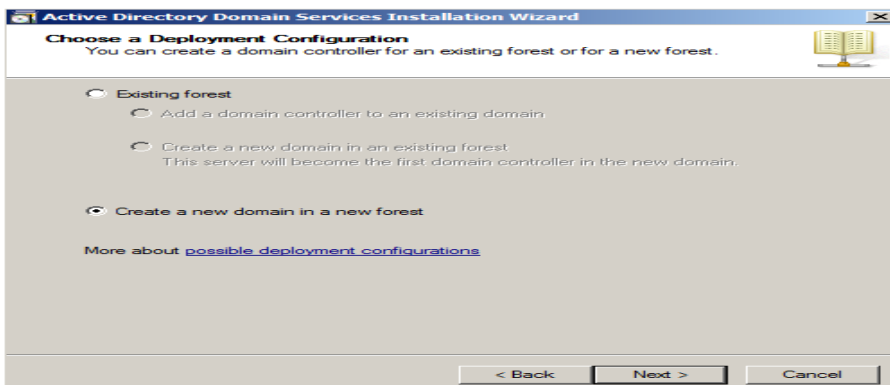 Active Directory Domain Services Installation Wizard
Choose a Deployment Configuration
You can create a domain controller for an existing forest or for a new forest.
Existing forest
Add a domain controller to an existing domain
Create a new domain in an existing forest
This server will become the first domain controller in the new domain.
Create a new domain in a new forest
More about possible deployment configurations
< Back Next > Cancel